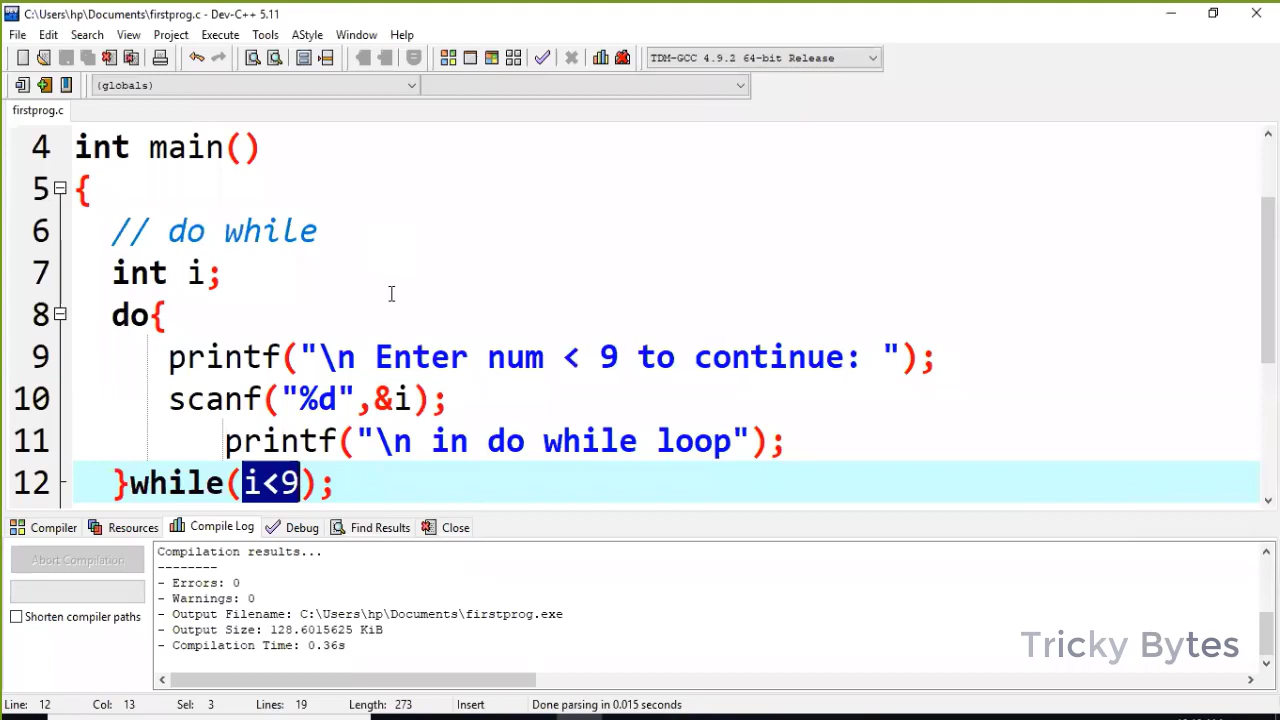 C:\Users\hp\Documents\firstprog.c - Dev-C++ 5.11
File Edit Search View Project Execute Tools AStyle Window Help
TDM-GCC 4.9.2 64-bit Release
(globals)
firstprog.c
4 int main()
5 {
6 // do while
7 int i;
8 do{
9 printf("\n Enter num < 9 to continue: ");
10 scanf("%d",&i);
11 printf("\n in do while loop");
12 }while(i<9);
Compiler Resources Compile Log Debug Find Results Close
Abort Compilation
Shorten compiler paths
Compilation results...
--------
- Errors: 0
- Warnings: 0
- Output Filename: C:\Users\hp\Documents\firstprog.exe
- Output Size: 128.6015625 KiB
- Compilation Time: 0.36s
Tricky Bytes
Line: 12 Col: 13 Sel: 3 Lines: 19 Length: 273 Insert Done parsing in 0.015 seconds